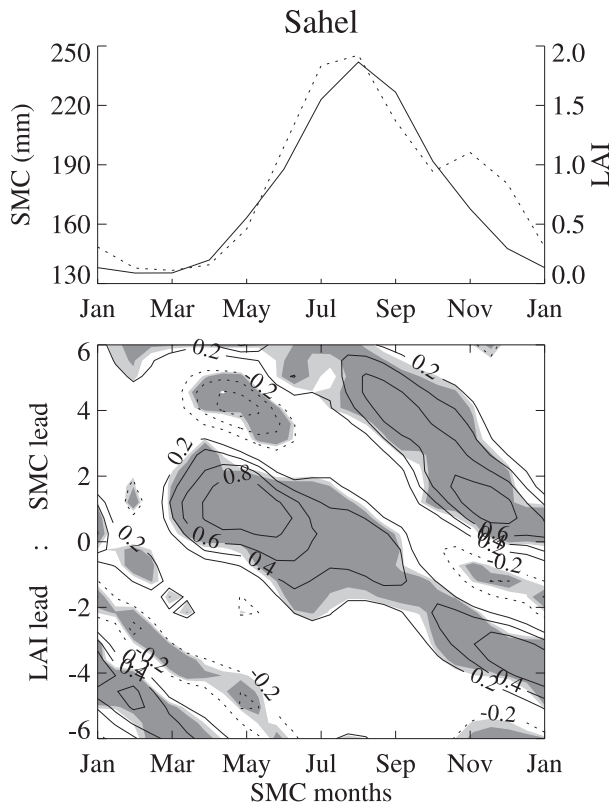 Sahel
250 220 190 160 130
SMC (mm)
2.0 1.5 1.0 0.5 0.0
LAI
Jan Mar May Jul Sep Nov Jan
6 4 2 0 -2 -4 -6
LAI lead : SMC lead
0.2 0.2
-0.2
0.2
0.8
0.2 0.6 0.4
0.6
-0.2
-0.2
0.4
-0.2
0.2 0.4
-0.2
Jan Mar May Jul Sep Nov Jan
SMC months